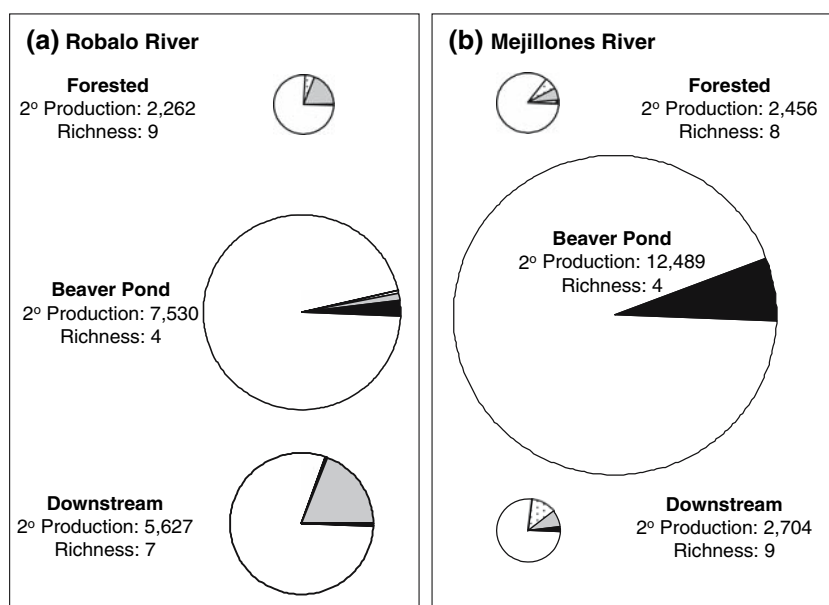 (a) Robalo River
Forested
2º Production: 2,262
Richness: 9
Beaver Pond
2º Production: 7,530
Richness: 4
Downstream
2º Production: 5,627
Richness: 7
(b) Mejillones River
Forested
2º Production: 2,456
Richness: 8
Beaver Pond
2º Production: 12,489
Richness: 4
Downstream
2º Production: 2,704
Richness: 9